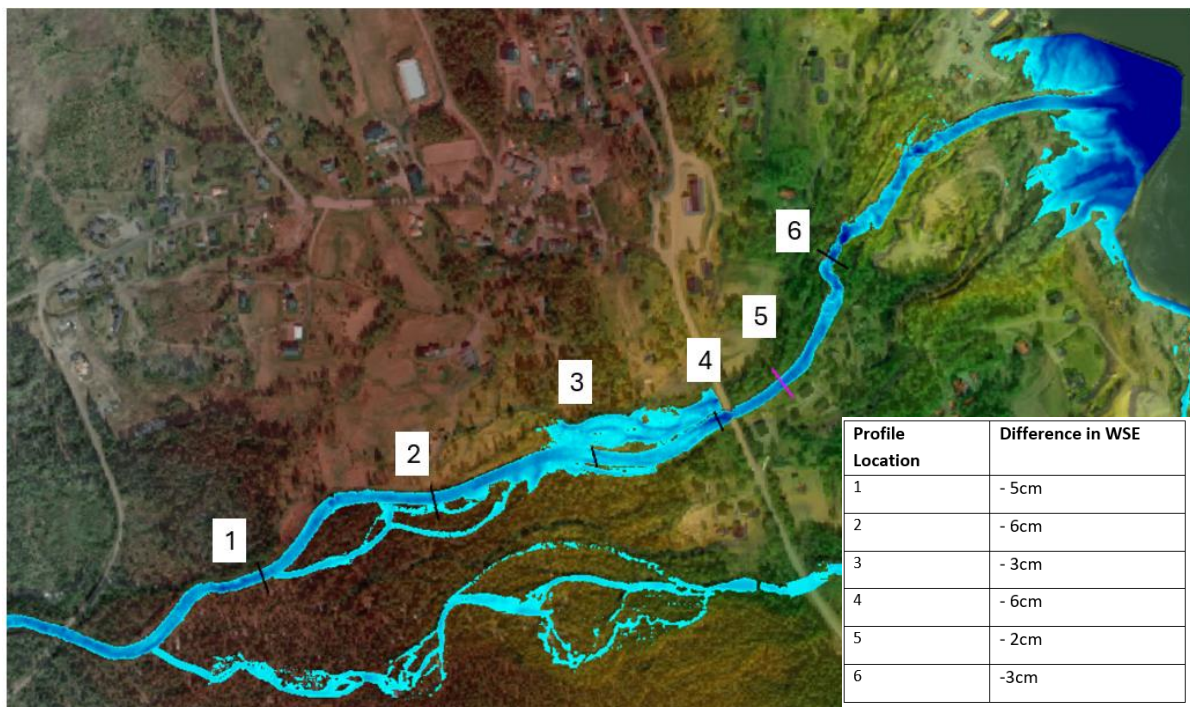 6
5
4
3
2
1
Profile
Location
Difference in WSE
1
- 5cm
2
- 6cm
3
- 3cm
4
- 6cm
5
- 2cm
6
-3cm